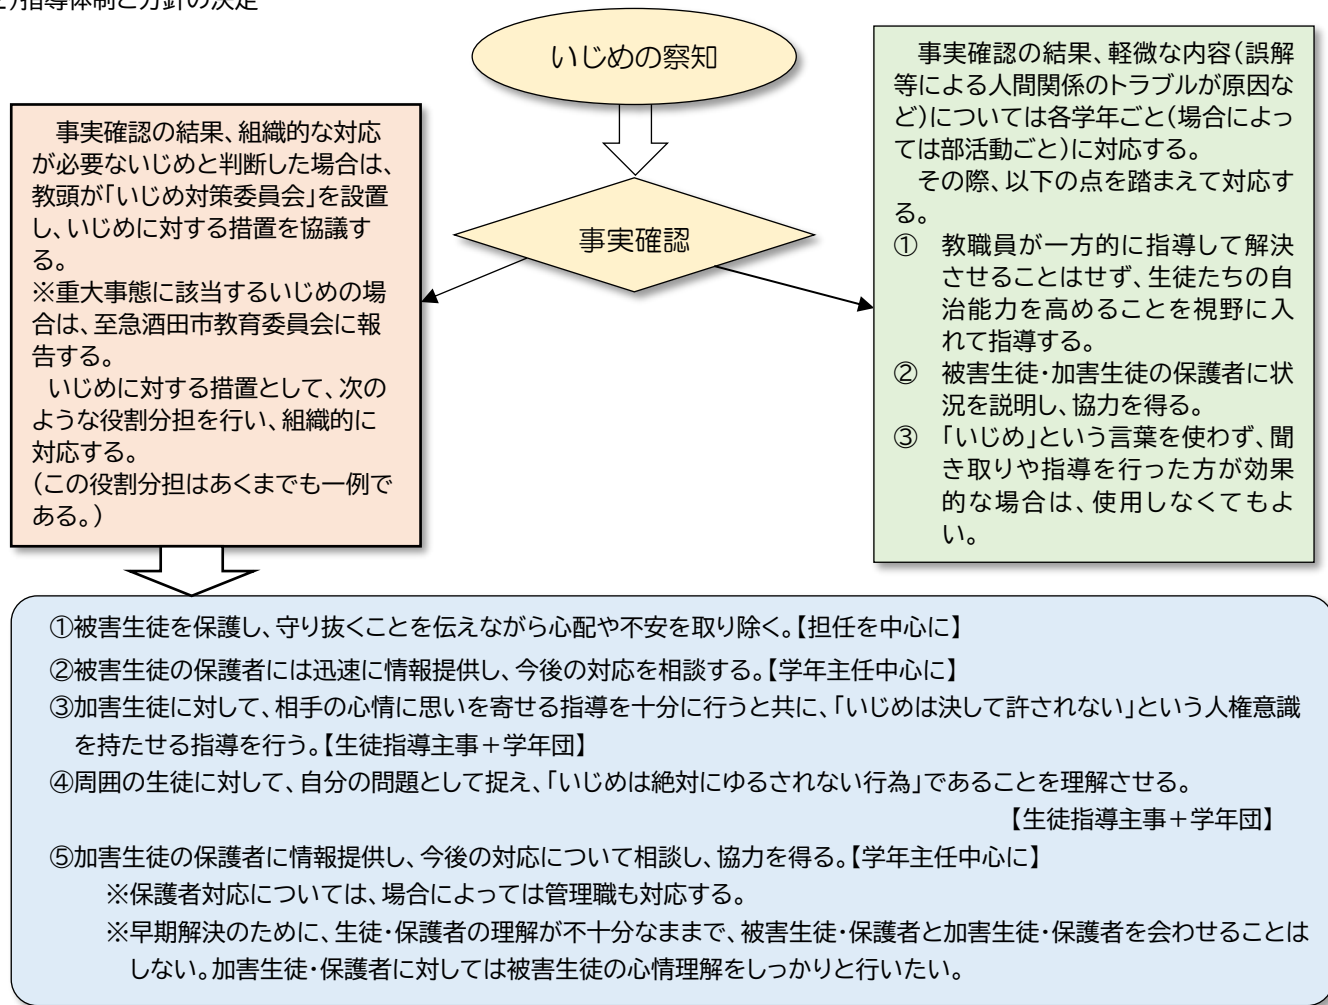 )指導体制と方針の決定
いじめの察知
事実確認
事実確認の結果、組織的な対応
が必要ないじめと判断した場合は、
教頭が「いじめ対策委員会」を設置
し、いじめに対する措置を協議す
る。
※重大事態に該当するいじめの場
合は、至急酒田市教育委員会に報
告する。
いじめに対する措置として、次の
ような役割分担を行い、組織的に
対応する。
(この役割分担はあくまでも一例で
ある。)
事実確認の結果、軽微な内容(誤解
等による人間関係のトラブルが原因な
ど)については各学年ごと(場合によっ
ては部活動ごと)に対応する。
その際、以下の点を踏まえて対応す
る。
① 教職員が一方的に指導して解決
させることはせず、生徒たちの自
治能力を高めることを視野に入
れて指導する。
② 被害生徒・加害生徒の保護者に状
況を説明し、協力を得る。
③ 「いじめ」という言葉を使わず、聞
き取りや指導を行った方が効果
的な場合は、使用しなくてもよ
い。
①被害生徒を保護し、守り抜くことを伝えながら心配や不安を取り除く。【担任を中心に】
②被害生徒の保護者には迅速に情報提供し、今後の対応を相談する。【学年主任中心に】
③加害生徒に対して、相手の心情に思いを寄せる指導を十分に行うと共に、「いじめは決して許されない」という人権意識
を持たせる指導を行う。【生徒指導主事+学年団】
④周囲の生徒に対して、自分の問題として捉え、「いじめは絶対にゆるされない行為」であることを理解させる。
【生徒指導主事+学年団】
⑤加害生徒の保護者に情報提供し、今後の対応について相談し、協力を得る。【学年主任中心に】
※保護者対応については、場合によっては管理職も対応する。
※早期解決のために、生徒・保護者の理解が不十分なままで、被害生徒・保護者と加害生徒・保護者を会わせることは
しない。加害生徒・保護者に対しては被害生徒の心情理解をしっかりと行いたい。